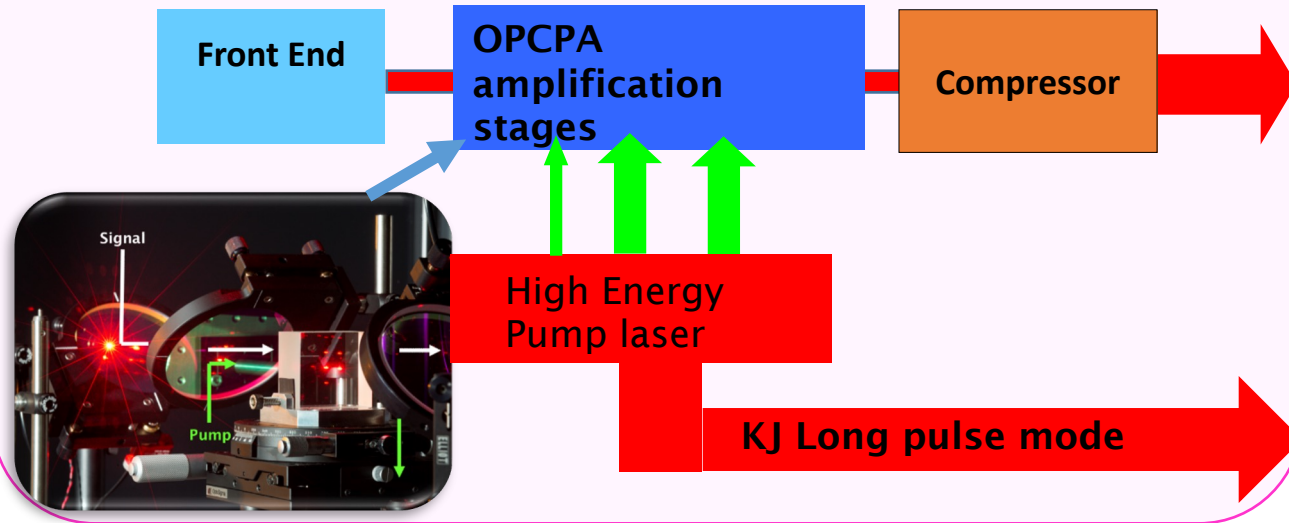 Front End
OPCPA
amplification
stages
Compressor
Signal
High Energy
Pump laser
Pump
KJ Long pulse mode